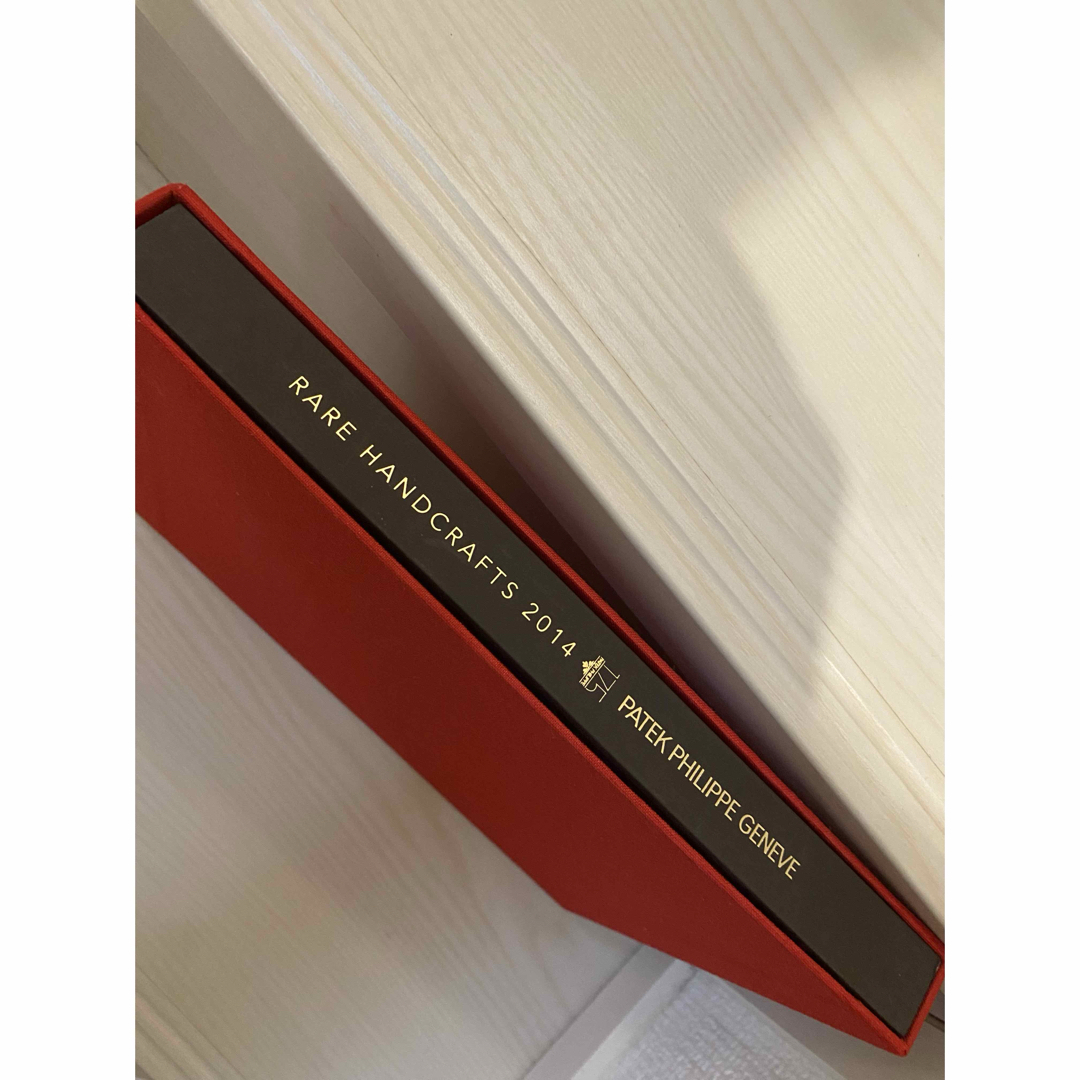 RARE HANDCRAFTS 2014 PATEK PHILIPPE GENEVE